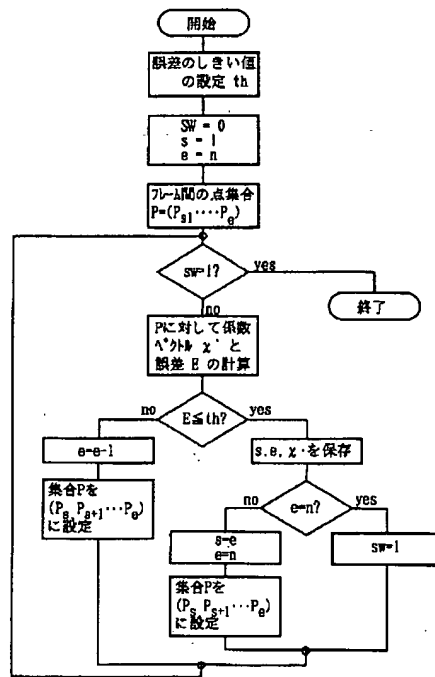 開始
誤差のしきい値
の設定 th
SW = 0
s = 1
e = n
フレーム間の点集合
P=(Ps1····Pe)
sw=1?
yes
終了
no
Pに対して係数
ベクトル χ* と
誤差 E の計算
no
E≦th?
yes
e=e-1
s.e,χ*を保存
集合Pを
(Ps,Ps+1···Pe)
に設定
no
e=n?
yes
s=e
e=n
sw=1
集合Pを
(Ps,Ps+1···Pe)
に設定